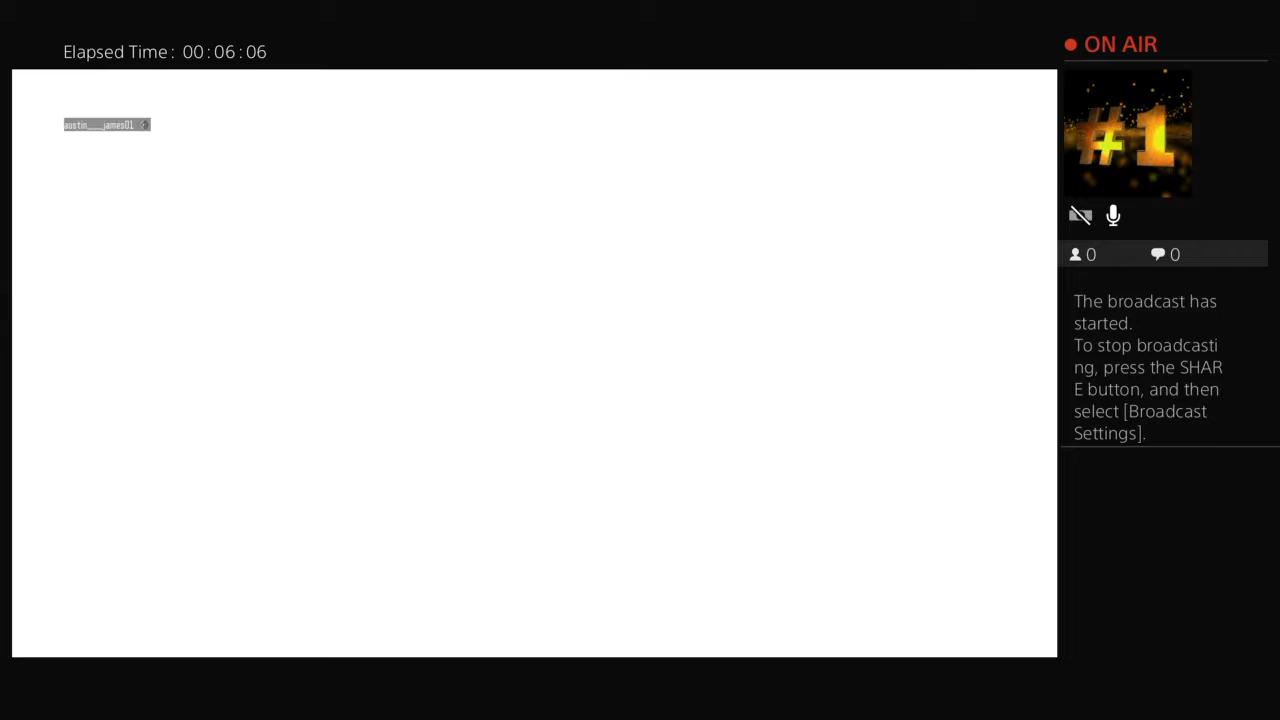 Elapsed Time: 00:06:06
ON AIR
austin___james01
#1
0 0
The broadcast has
started.
To stop broadcasti
ng, press the SHAR
E button, and then
select [Broadcast
Settings].